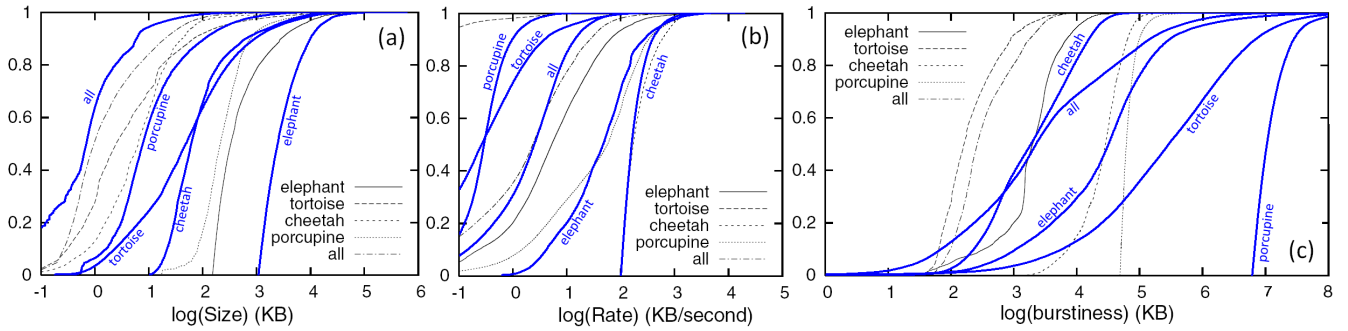 1
0.8
0.6
0.4
0.2
0
-1 0 1 2 3 4 5 6
log(Size) (KB)
(a)
all
porcupine
tortoise
cheetah
elephant
elephant
tortoise
cheetah
porcupine
all
1
0.8
0.6
0.4
0.2
0
-1 0 1 2 3 4 5
log(Rate) (KB/second)
(b)
porcupine
tortoise
all
cheetah
elephant
elephant
tortoise
cheetah
porcupine
all
1
0.8
0.6
0.4
0.2
0
0 1 2 3 4 5 6 7 8
log(burstiness) (KB)
elephant
tortoise
cheetah
porcupine
all
cheetah
all
tortoise
elephant
porcupine
(c)